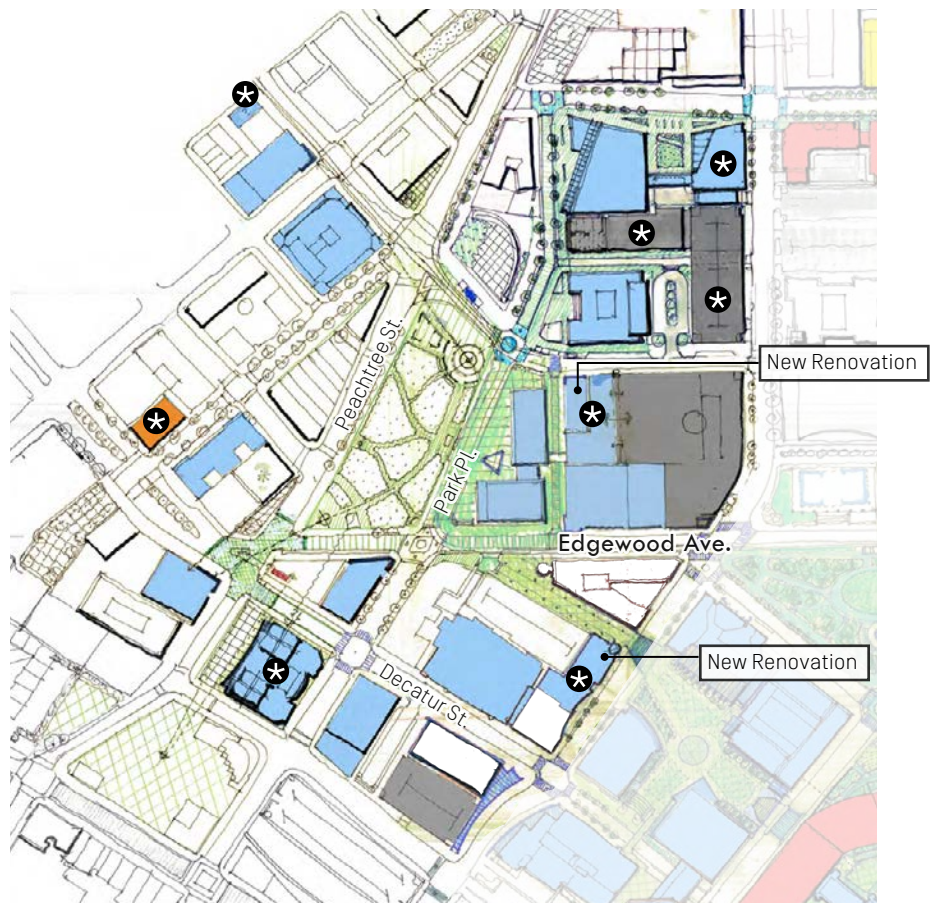 Peachtree St.
New Renovation
Park Pl.
Edgewood Ave.
New Renovation
Decatur St.